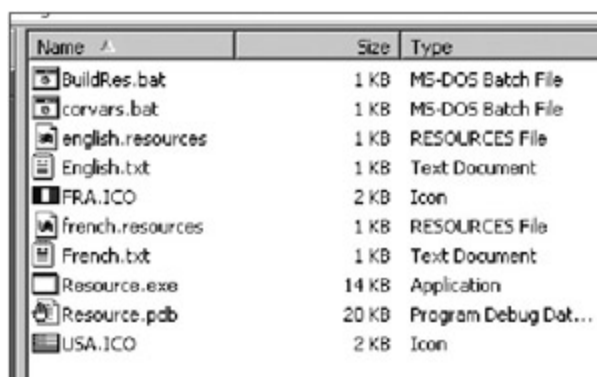 Name Size Type
BuildRes.bat 1 KB MS-DOS Batch File
corvars.bat 1 KB MS-DOS Batch File
english.resources 1 KB RESOURCES File
English.txt 1 KB Text Document
FRA.ICO 2 KB Icon
french.resources 1 KB RESOURCES File
French.txt 1 KB Text Document
Resource.exe 14 KB Application
Resource.pdb 20 KB Program Debug Dat...
USA.ICO 2 KB Icon